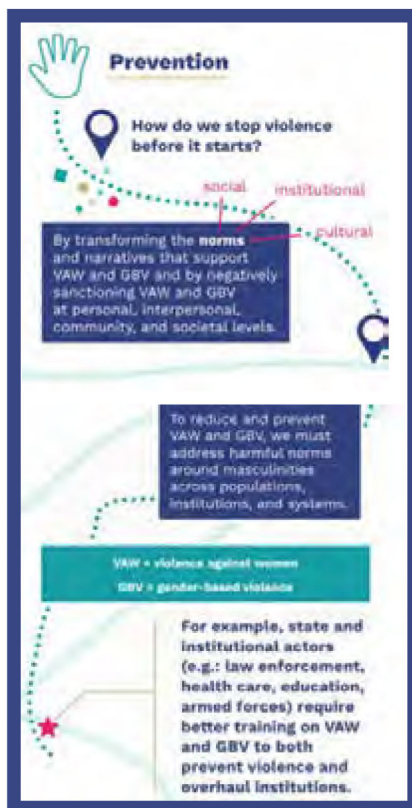 Prevention
How do we stop violence
before it starts?
social
institutional
cultural
By transforming the norms
and narratives that support
VAW and GBV and by negatively
sanctioning VAW and GBV
at personal, interpersonal,
community, and societal levels.
To reduce and prevent
VAW and GBV, we must
address harmful norms
around masculinities
across populations,
institutions, and systems.
VAW = violence against women
GBV = gender-based violence
For example, state and
institutional actors
(e.g.: law enforcement,
health care, education,
armed forces) require
better training on VAW
and GBV to both
prevent violence and
overhaul institutions.